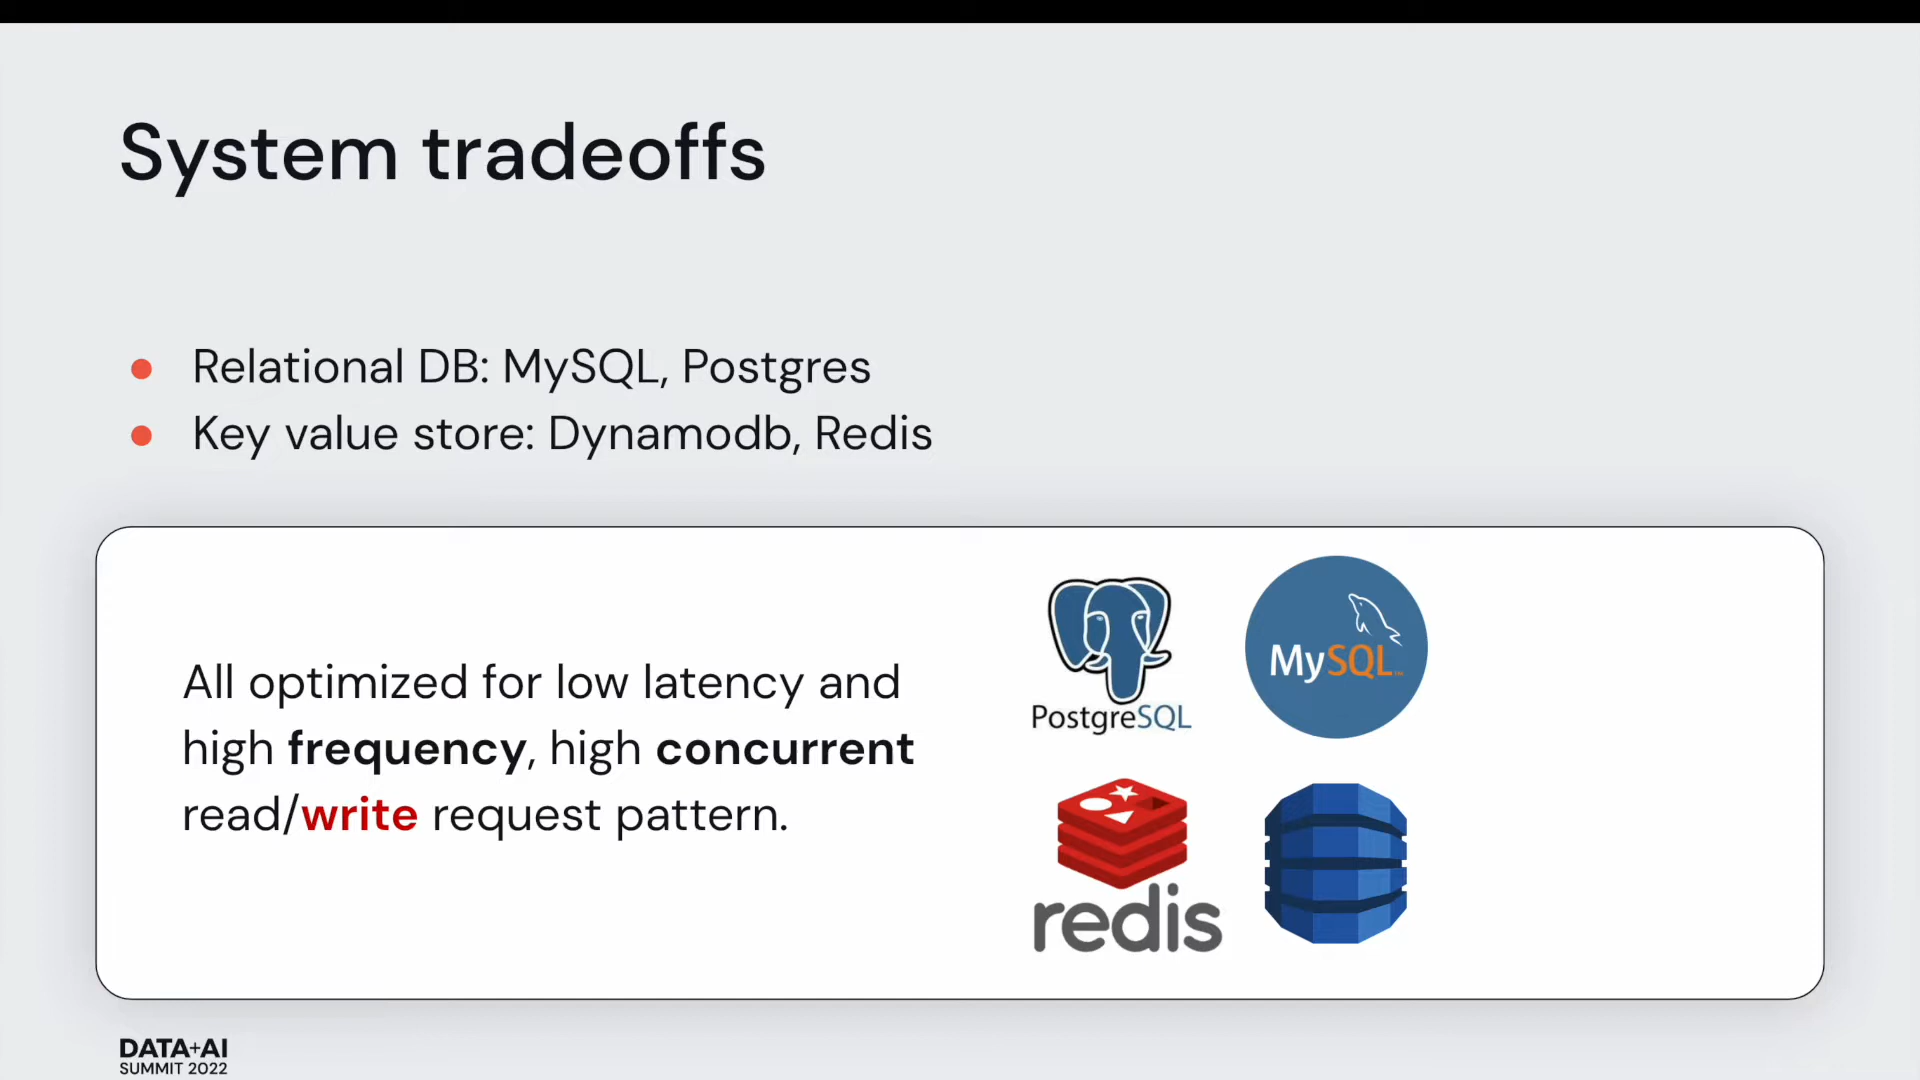 System tradeoffs
Relational DB: MySQL, Postgres
Key value store: Dynamodb, Redis
All optimized for low latency and
high frequency, high concurrent
read/write request pattern.
PostgreSQL
MySQL™
redis
DATA+AI
SUMMIT 2022